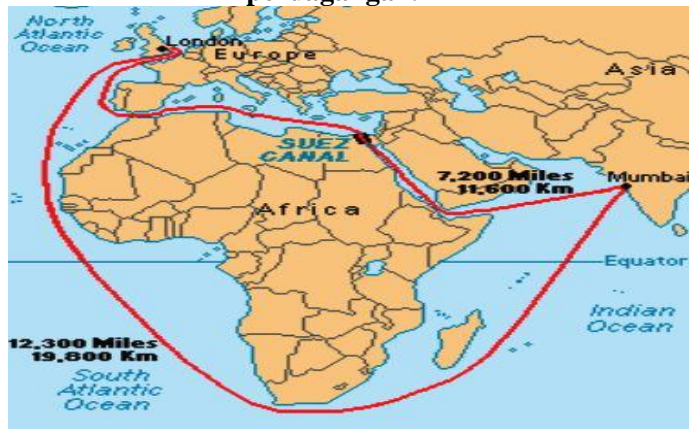 perdagangan
North
Atlantic
Ocean
London
Europe
Asia
SUEZ
CANAL
7,200 Miles
11,600 Km
Mumbai
Africa
Equator
Indian
Ocean
12,300 Miles
19,800 Km
South
Atlantic
Ocean